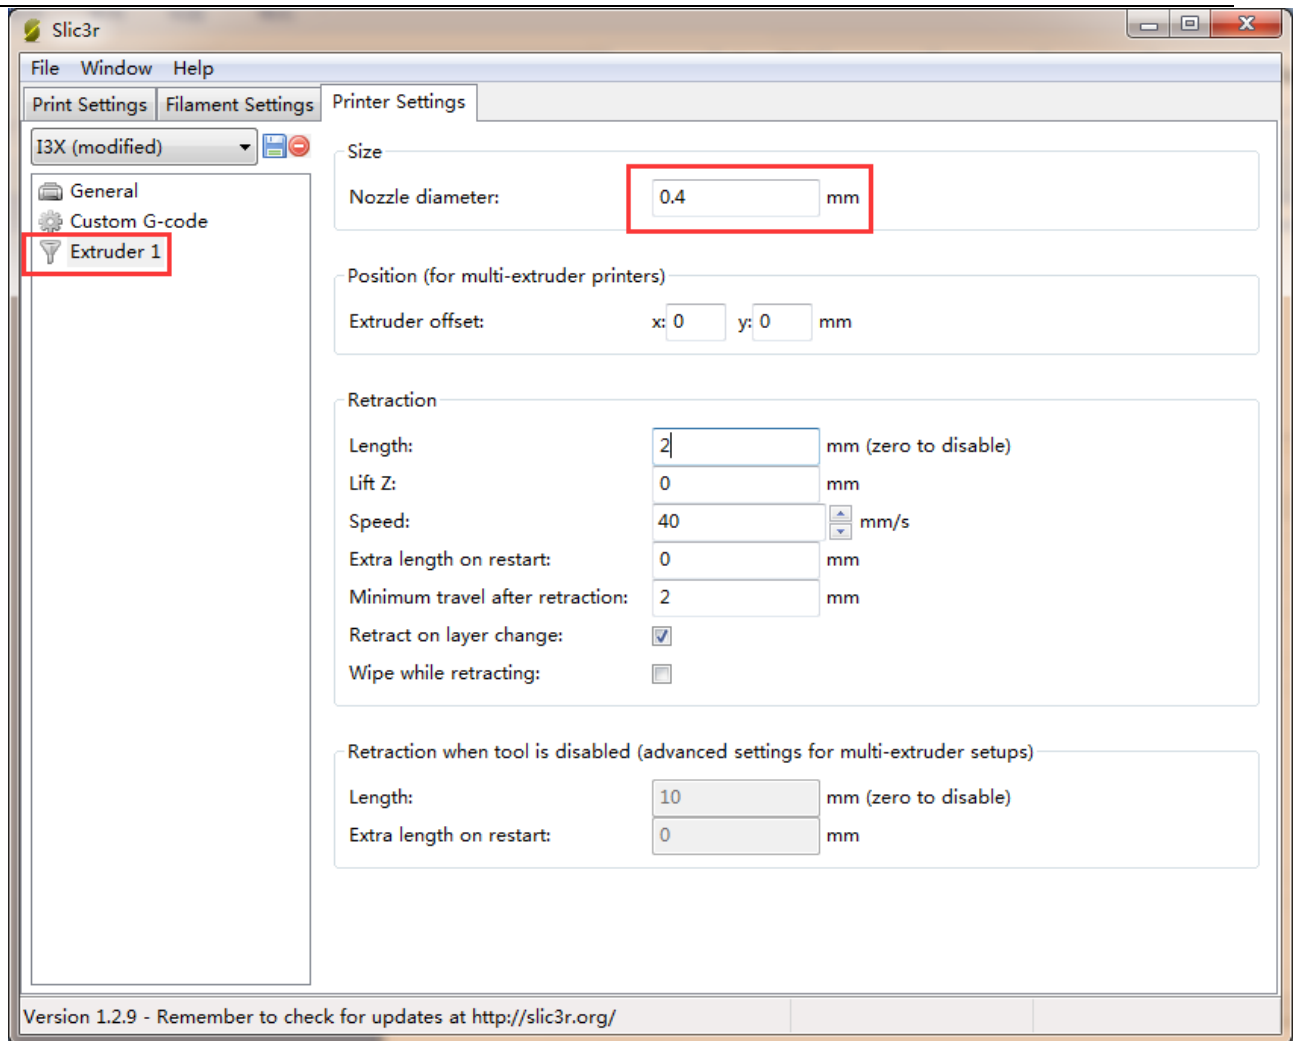 Slic3r
File Window Help
Print Settings Filament Settings Printer Settings
I3X (modified)
General
Custom G-code
Extruder 1
Size
Nozzle diameter: 0.4 mm
Position (for multi-extruder printers)
Extruder offset: x: 0 y: 0 mm
Retraction
Length: 2 mm (zero to disable)
Lift Z: 0 mm
Speed: 40 mm/s
Extra length on restart: 0 mm
Minimum travel after retraction: 2 mm
Retract on layer change:
Wipe while retracting:
Retraction when tool is disabled (advanced settings for multi-extruder setups)
Length: 10 mm (zero to disable)
Extra length on restart: 0 mm
Version 1.2.9 - Remember to check for updates at http://slic3r.org/